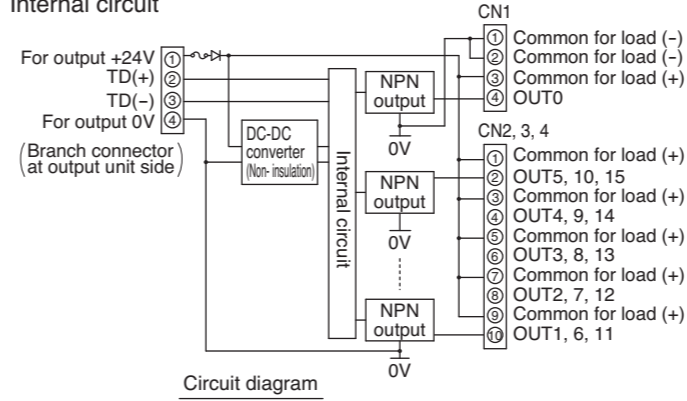 Internal circuit
For output +24V ①
TD(+) ②
TD(-) ③
For output 0V ④
(Branch connector
at output unit side)
DC-DC
converter
(Non- insulation)
Internal circuit
NPN
output
0V
NPN
output
0V
NPN
output
0V
CN1
① Common for load (-)
② Common for load (-)
③ Common for load (+)
④ OUT0
CN2, 3, 4
① Common for load (+)
② OUT5, 10, 15
③ Common for load (+)
④ OUT4, 9, 14
⑤ Common for load (+)
⑥ OUT3, 8, 13
⑦ Common for load (+)
⑧ OUT2, 7, 12
⑨ Common for load (+)
⑩ OUT1, 6, 11
Circuit diagram